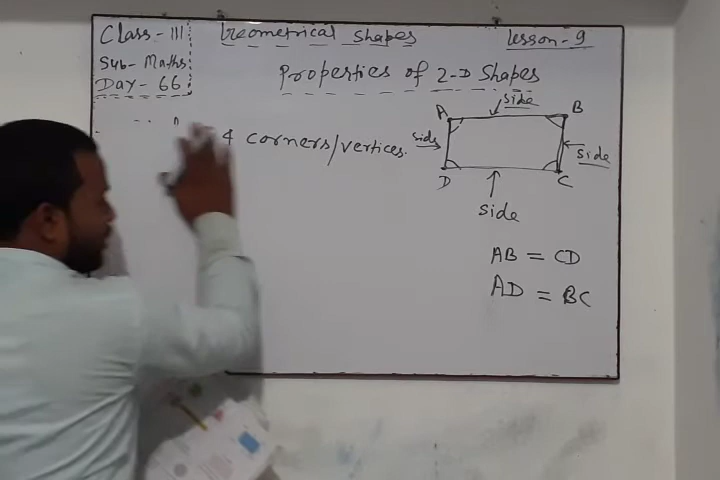 Class-III
Geometrical shapes
Lesson-9
Sub- Maths
Day- 66
Properties of 2-D Shapes
4 corners/vertices.
A
side
B
side
side
D
C
side
AB = CD
AD = BC